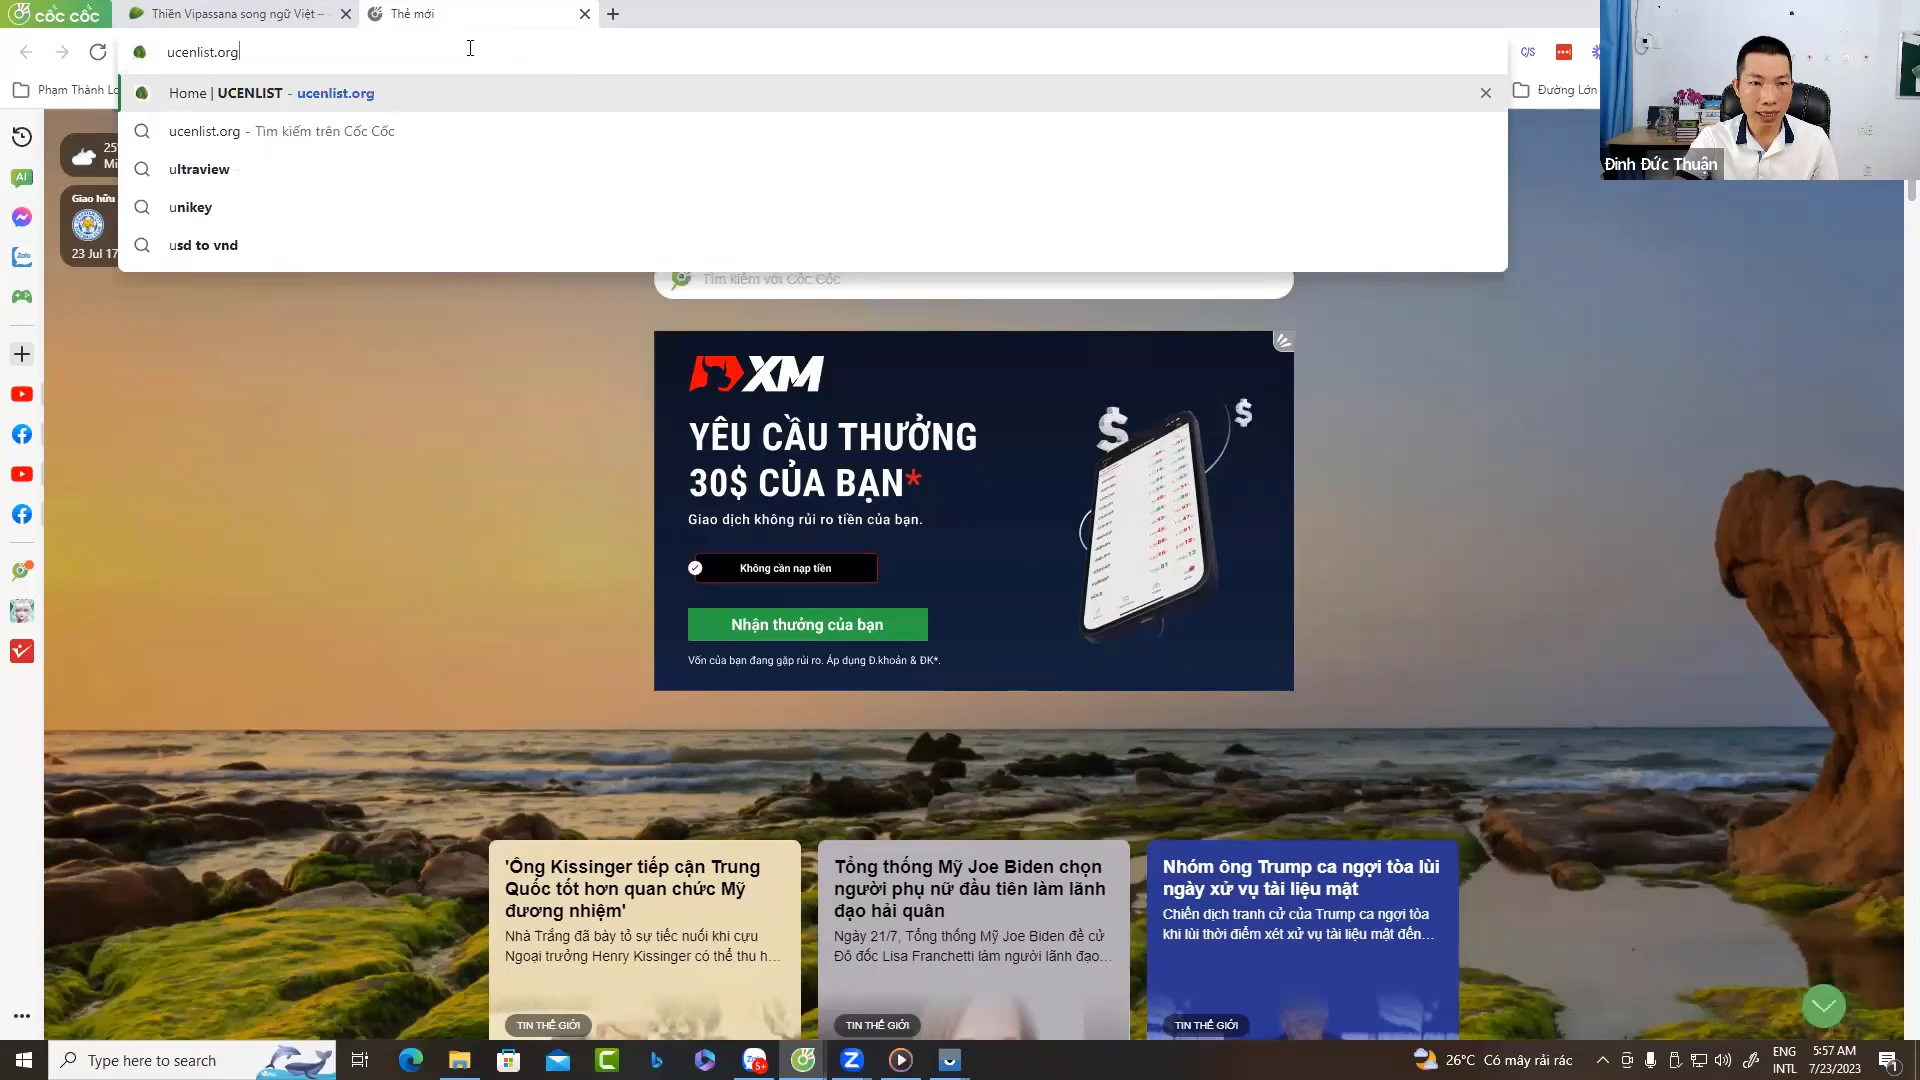 cốc cốc
Thiền Vipassana song ngữ Việt –
Thẻ mới
ucenlist.org
C/S
Phạm Thành Lo
Đường Lớn
Home | UCENLIST - ucenlist.org
ucenlist.org - Tìm kiếm trên Cốc Cốc
ultraview
unikey
usd to vnd
Đinh Đức Thuận
25°
AI
Giao hữu
23 Jul 17
Zalo
Tìm kiếm với Cốc Cốc
XM
YÊU CẦU THƯỞNG
30$ CỦA BẠN*
Giao dịch không rủi ro tiền của bạn.
Không cần nạp tiền
Nhận thưởng của bạn
Vốn của bạn đang gặp rủi ro. Áp dụng Đ.khoản & ĐK*.
'Ông Kissinger tiếp cận Trung
Quốc tốt hơn quan chức Mỹ
đương nhiệm'
Nhà Trắng đã bày tỏ sự tiếc nuối khi cựu
Ngoại trưởng Henry Kissinger có thể thu h...
TIN THẾ GIỚI
Tổng thống Mỹ Joe Biden chọn
người phụ nữ đầu tiên làm lãnh
đạo hải quân
Ngày 21/7, Tổng thống Mỹ Joe Biden đề cử
Đô đốc Lisa Franchetti làm người lãnh đạo...
TIN THẾ GIỚI
Nhóm ông Trump ca ngợi tòa lùi
ngày xử vụ tài liệu mật
Chiến dịch tranh cử của Trump ca ngợi tòa
khi lùi thời điểm xét xử vụ tài liệu mật đến...
TIN THẾ GIỚI
Type here to search
5+
26°C Có mây rải rác
ENG
INTL
5:57 AM
7/23/2023
1